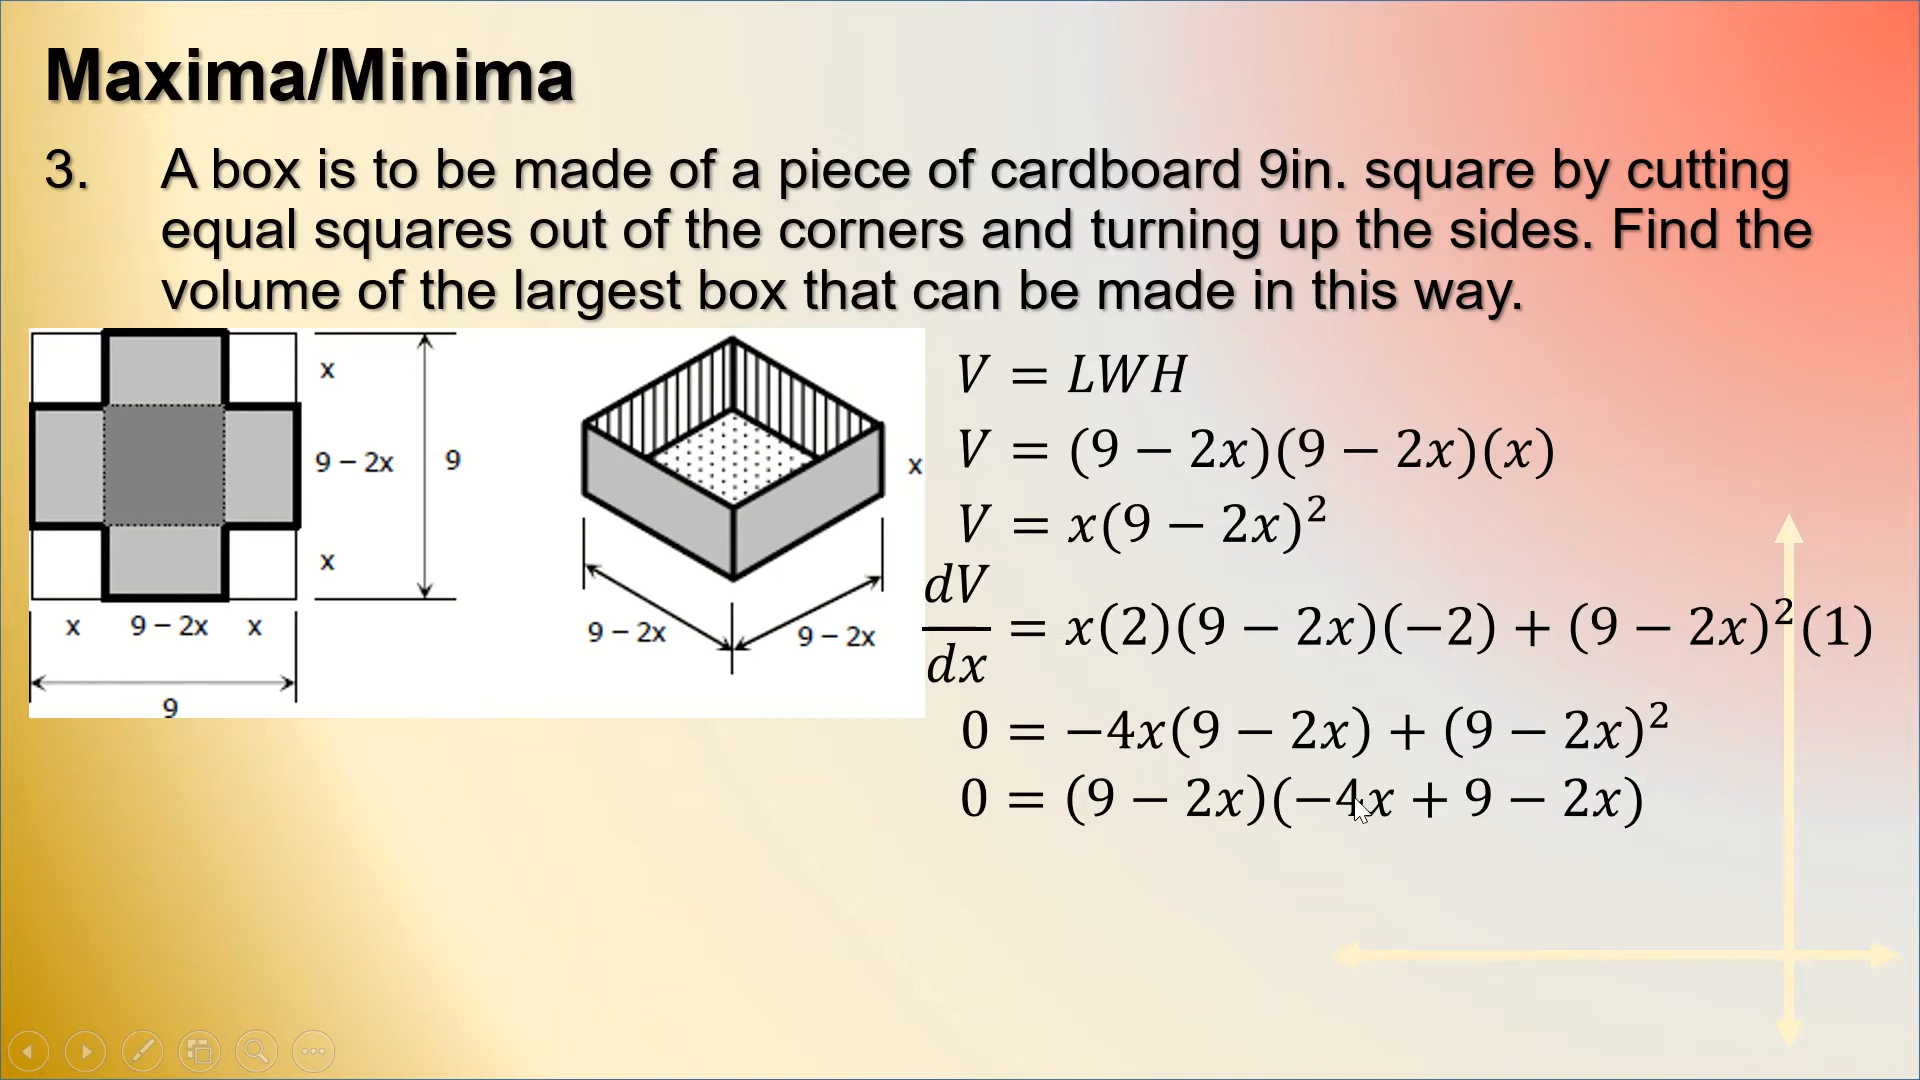 Maxima/Minima
3. A box is to be made of a piece of cardboard 9in. square by cutting
equal squares out of the corners and turning up the sides. Find the
volume of the largest box that can be made in this way.
x
9 – 2x
9
x
x 9 – 2x x
9
x
9 – 2x
9 – 2x
V = LWH
V = (9 − 2x)(9 − 2x)(x)
V = x(9 − 2x)²
dV/dx = x(2)(9 − 2x)(−2) + (9 − 2x)²(1)
0 = −4x(9 − 2x) + (9 − 2x)²
0 = (9 − 2x)(−4x + 9 − 2x)